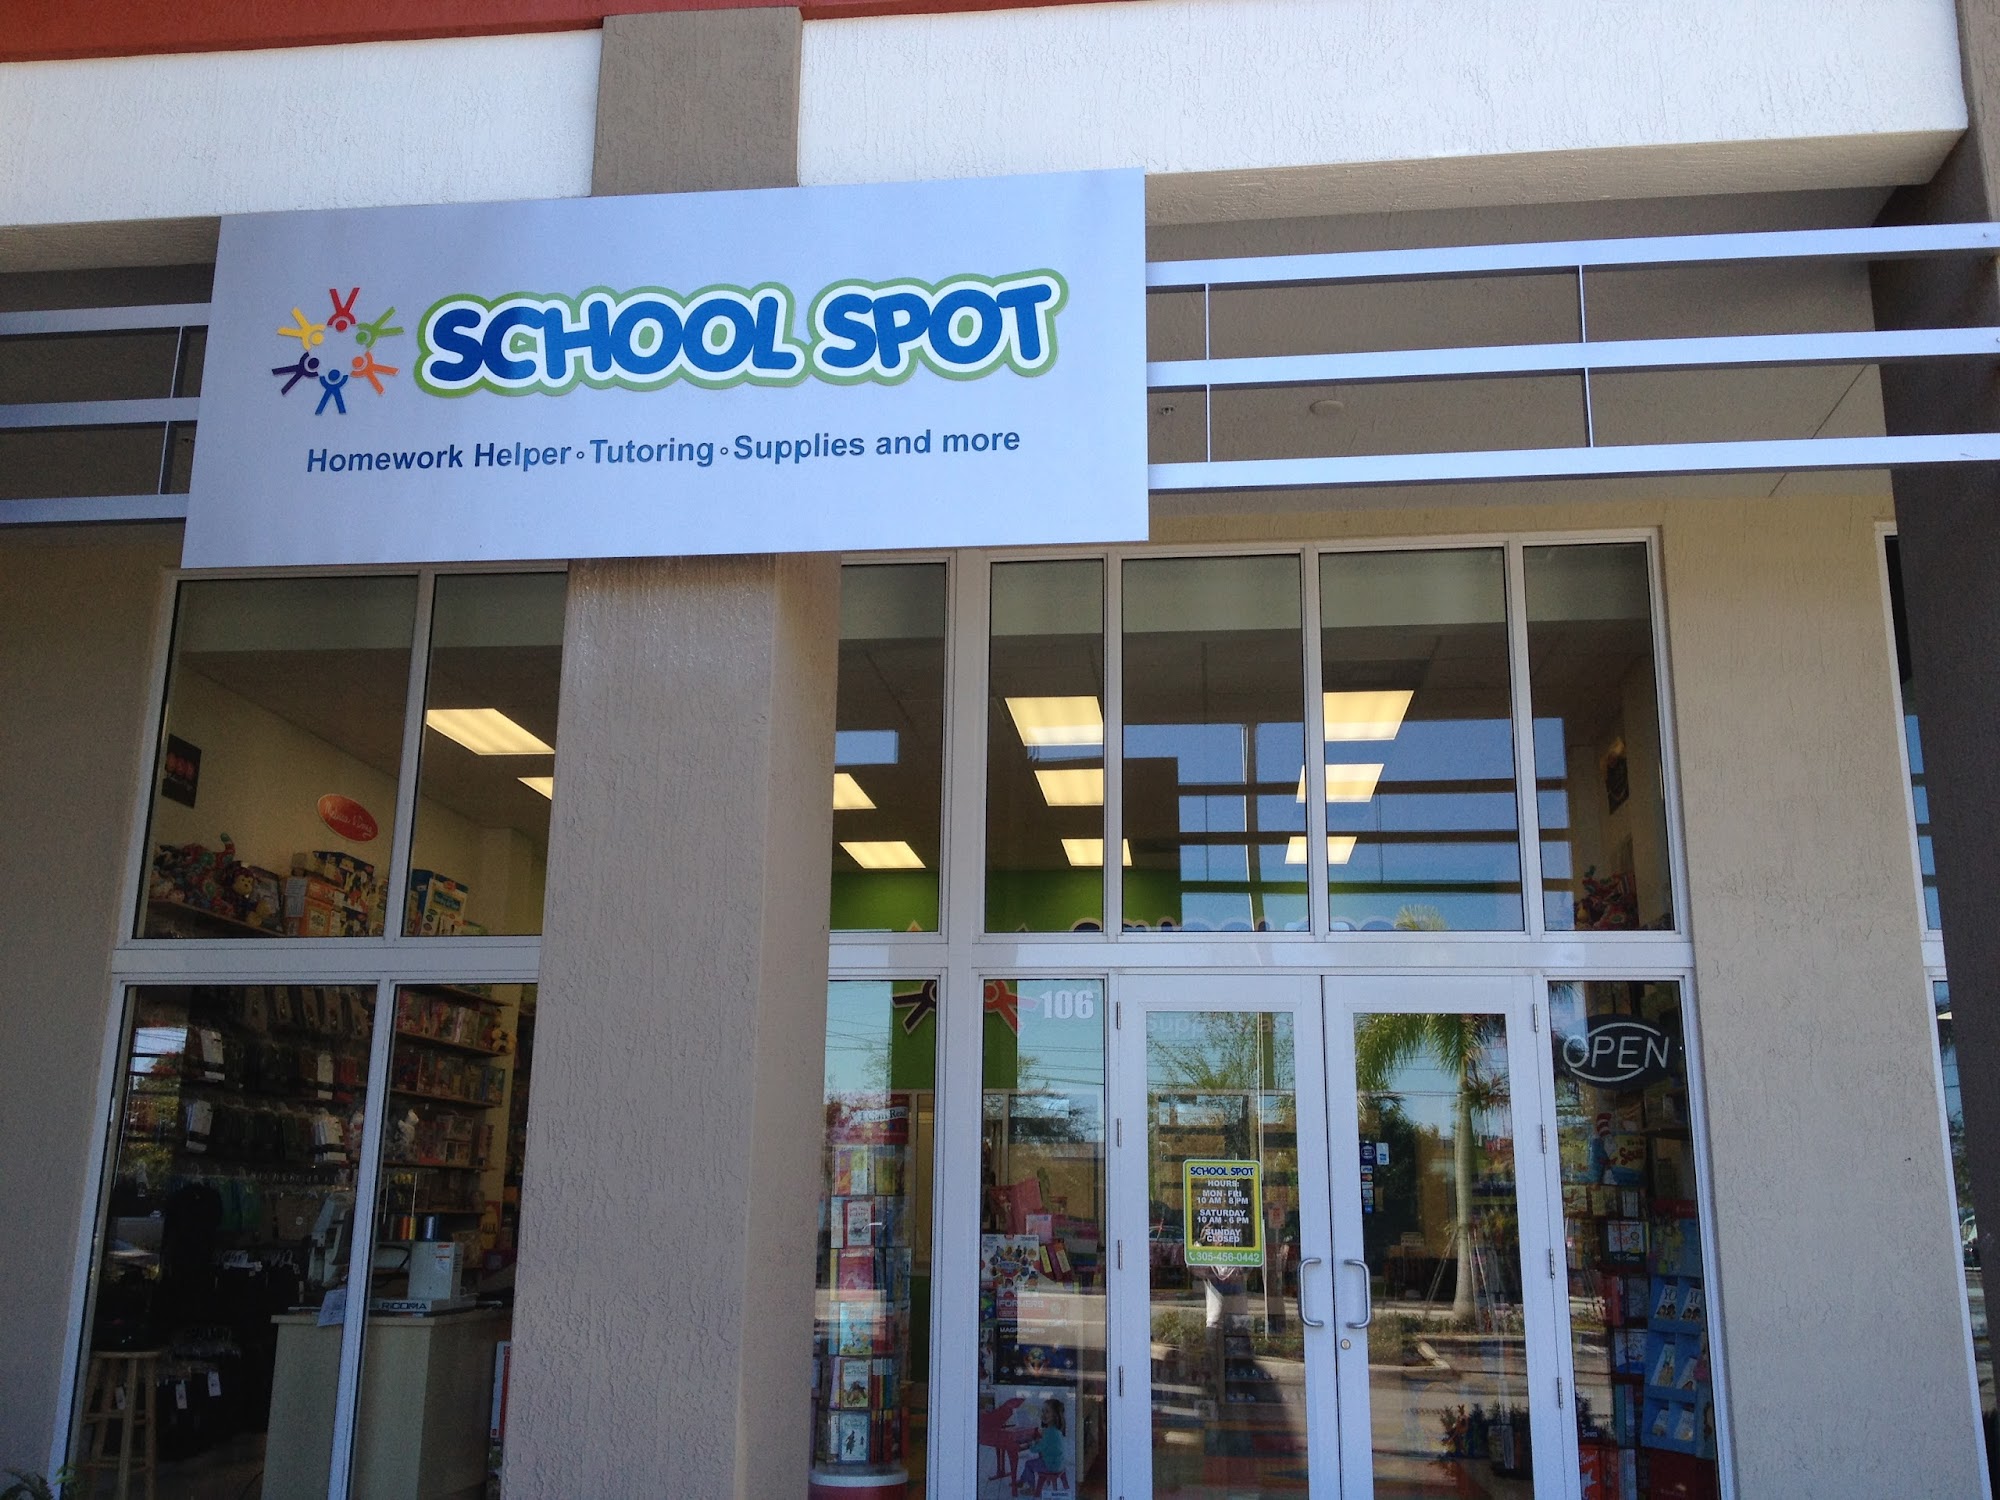 SCHOOL SPOT
Homework Helper ◦ Tutoring ◦ Supplies and more
106
OPEN
SCHOOL SPOT
HOURS:
MON - FRI
10 AM - 8 PM
SATURDAY
10 AM - 6 PM
SUNDAY
CLOSED
305-456-0442
RICOMA